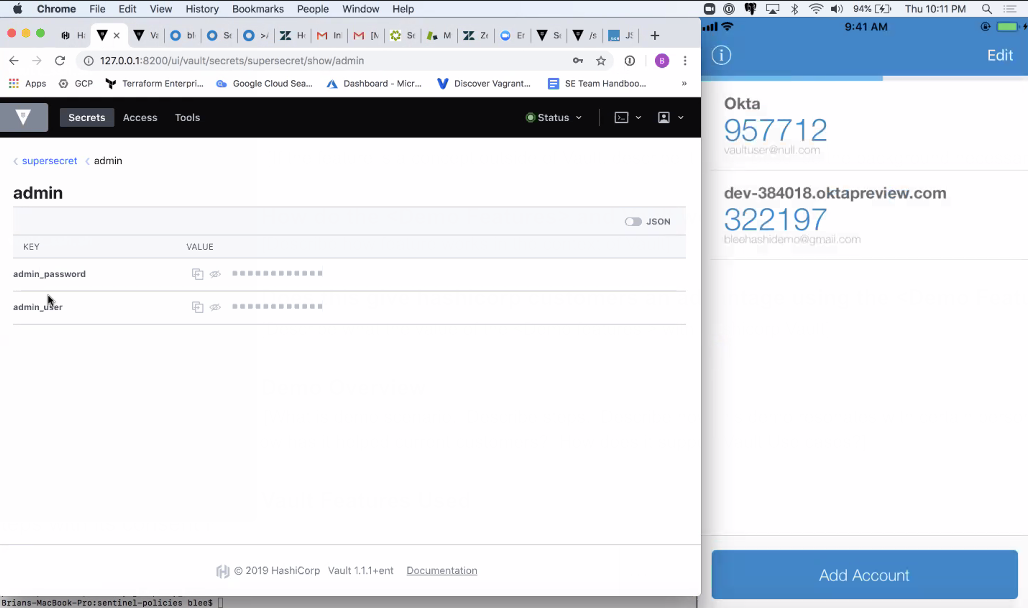 Chrome File Edit View History Bookmarks People Window Help 94% Thu 10:11 PM
127.0.0.1:8200/ui/vault/secrets/supersecret/show/admin
B
Apps GCP Terraform Enterpri... Google Cloud Sea... Dashboard - Micr... Discover Vagrant... SE Team Handboo... »
Secrets Access Tools Status
supersecret admin
admin
JSON
KEY VALUE
admin_password
admin_user
© 2019 HashiCorp Vault 1.1.1+ent Documentation
Brians-MacBook-Pro:sentinel-policies blee$
9:41 AM
Edit
Okta
957712
vaultuser@null.com
dev-384018.oktapreview.com
322197
bleehashidemo@gmail.com
Add Account